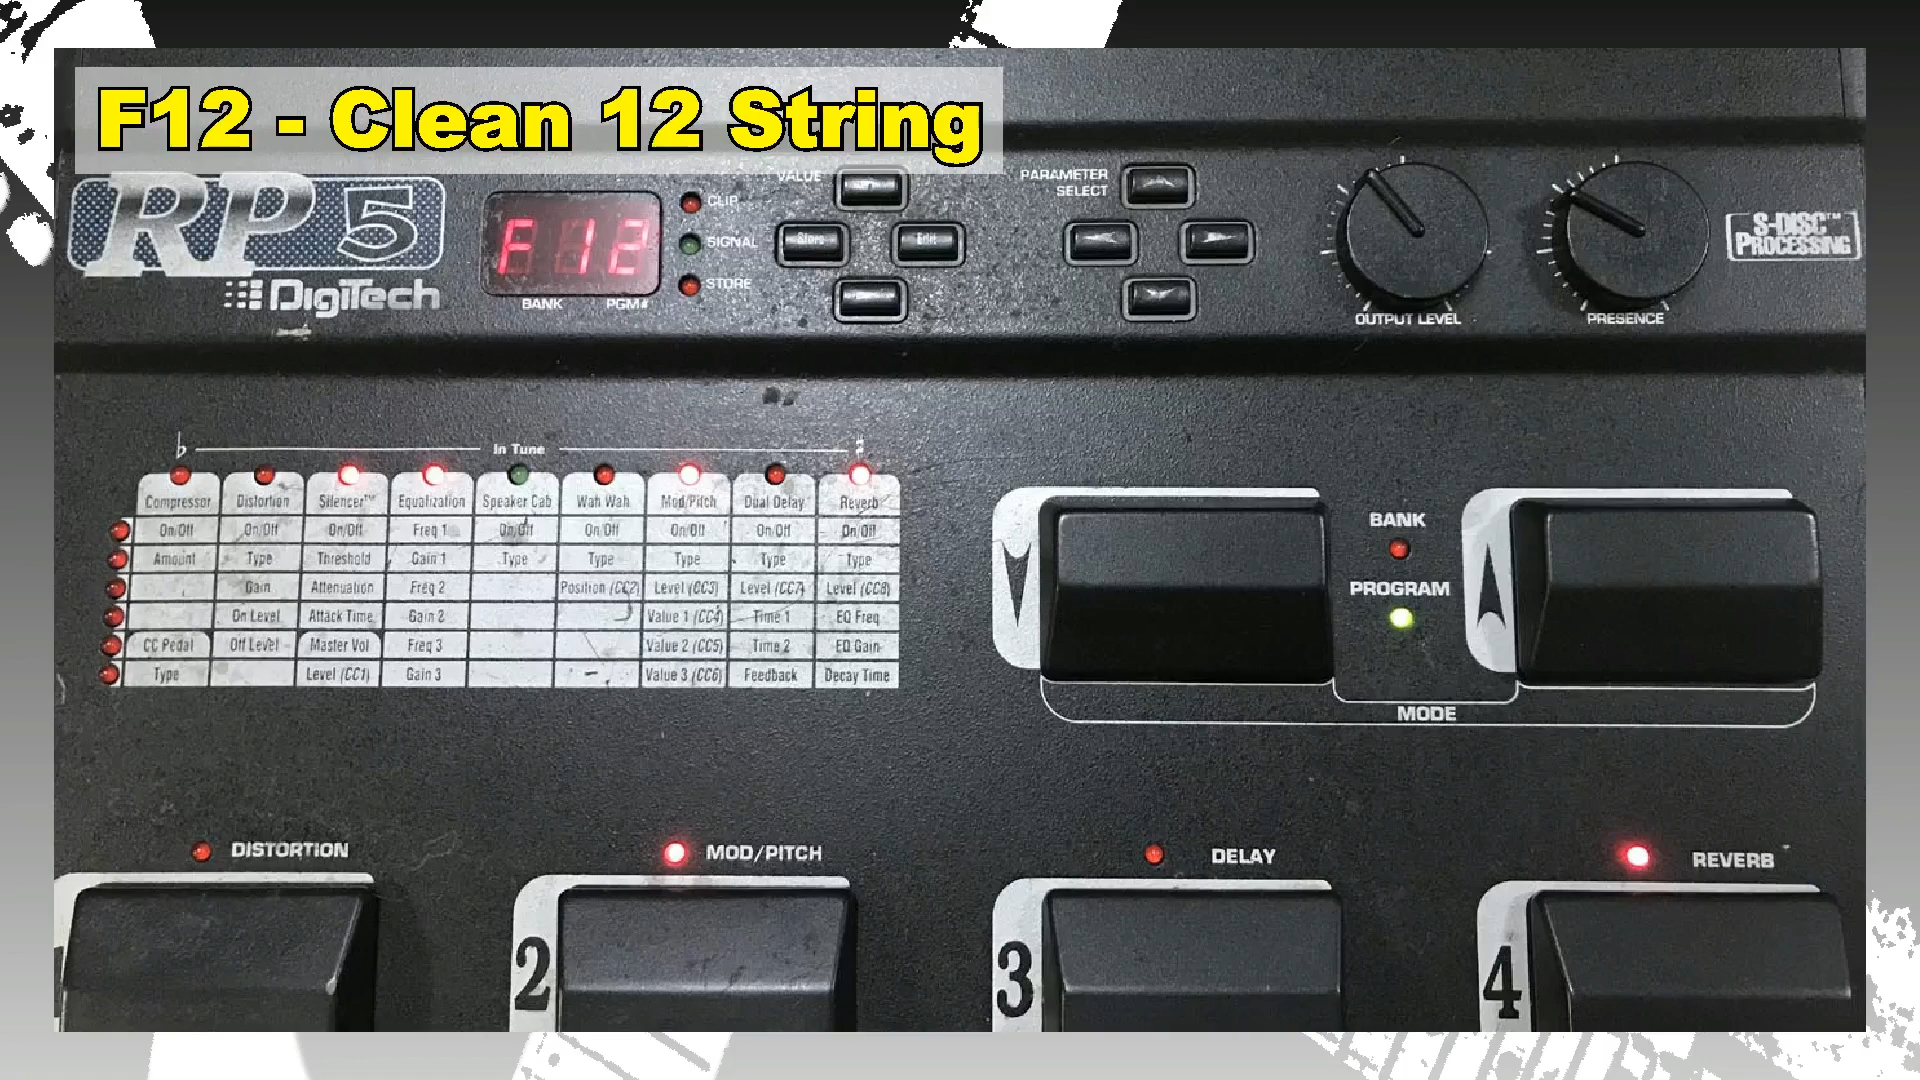 F12 - Clean 12 String
RP 5
DigiTech
F 12
BANK PGM#
CLIP
SIGNAL
STORE
VALUE
Store Edit
PARAMETER
SELECT
OUTPUT LEVEL
PRESENCE
S-DISC™
PROCESSING
♭ In Tune
Compressor Distortion Silencer™ Equalization Speaker Cab Wah Wah Mod/Pitch Dual Delay Reverb
On/Off On/Off On/Off Freq 1 On/Off On/Off On/Off On/Off On/Off
Amount Type Threshold Gain 1 Type Type Type Type Type
Gain Attenuation Freq 2 Position (CC2) Level (CC3) Level (CC7) Level (CC8)
On Level Attack Time Gain 2 Value 1 (CC4) Time 1 EQ Freq
CC Pedal Off Level Master Vol Freq 3 Value 2 (CC5) Time 2 EQ Gain
Type Level (CC1) Gain 3 Value 3 (CC6) Feedback Decay Time
BANK
PROGRAM
MODE
DISTORTION
MOD/PITCH
DELAY
REVERB
2
3
4